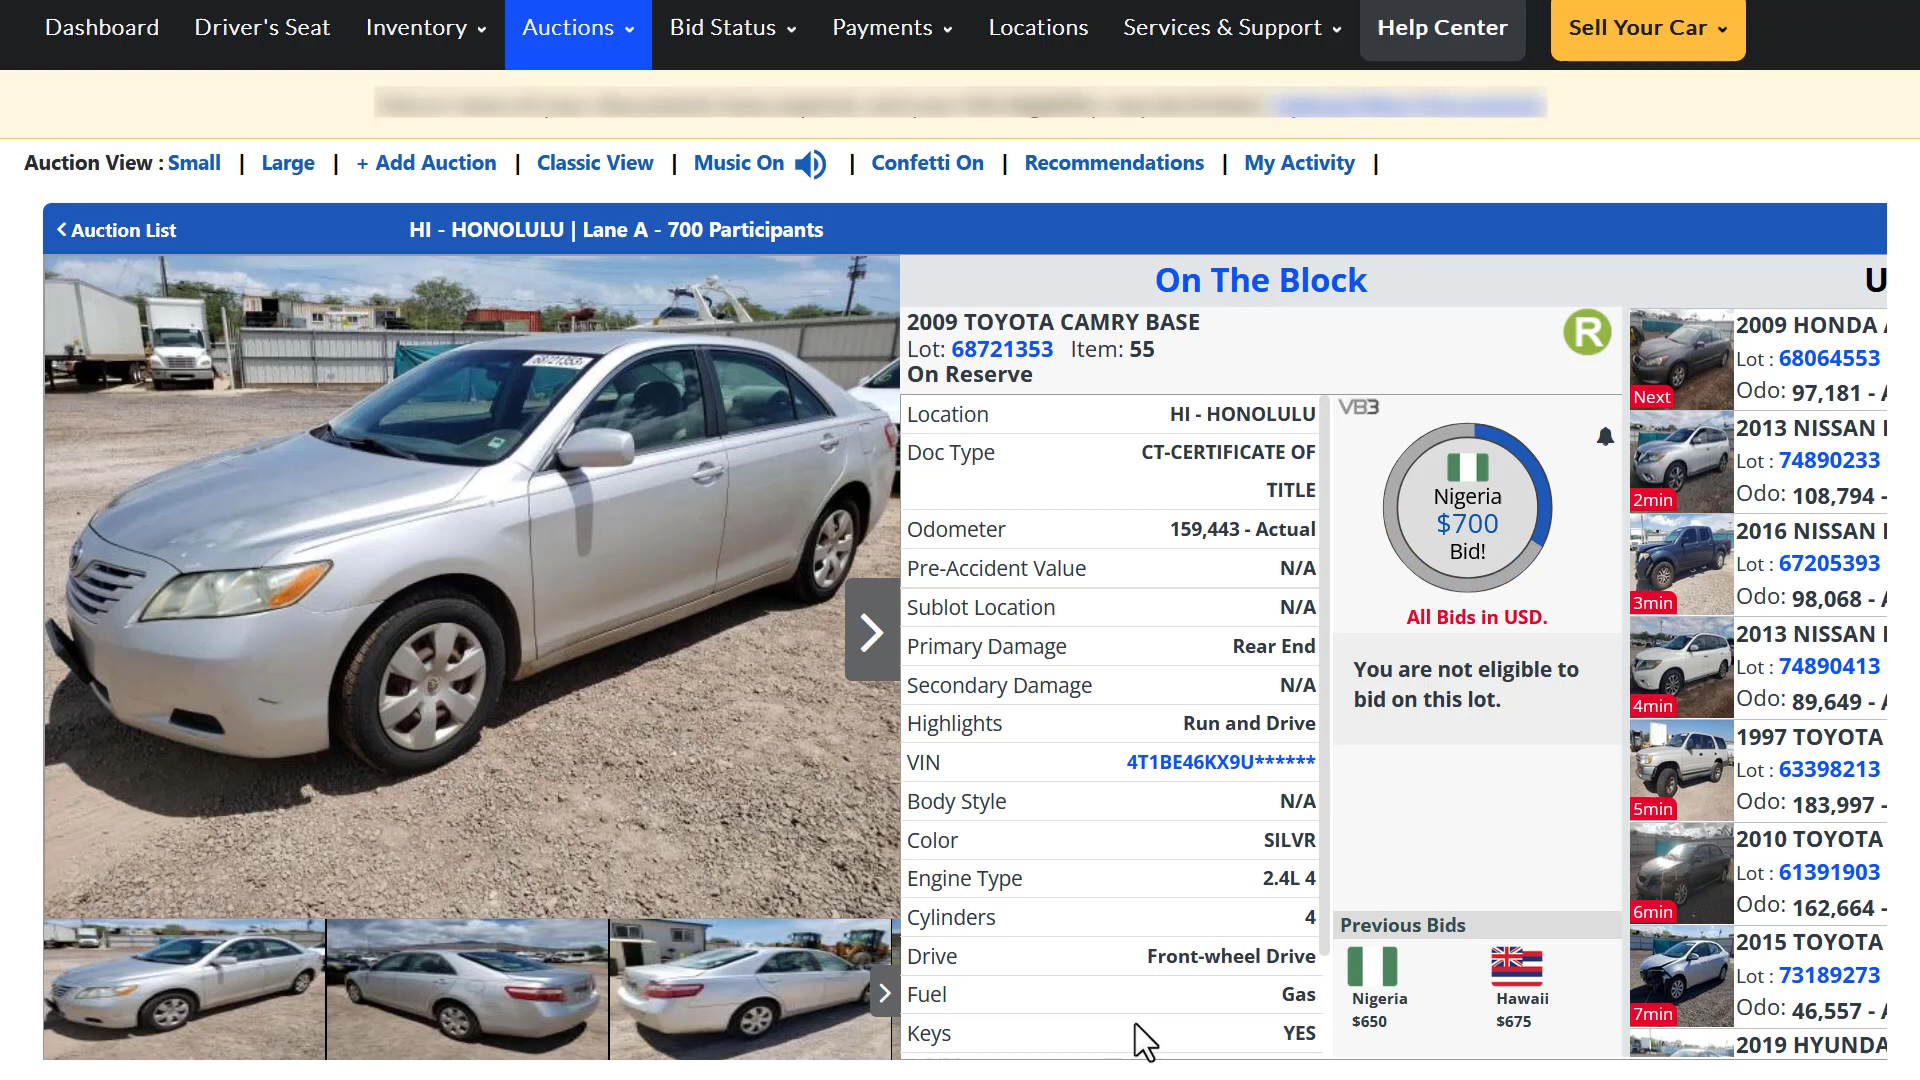 Dashboard
Driver's Seat
Inventory
Auctions
Bid Status
Payments
Locations
Services & Support
Help Center
Sell Your Car
Auction View : Small | Large | + Add Auction | Classic View | Music On | Confetti On | Recommendations | My Activity |
Auction List
HI - HONOLULU | Lane A - 700 Participants
68721353
On The Block
2009 TOYOTA CAMRY BASE
Lot: 68721353 Item: 55
On Reserve
R
Location HI - HONOLULU
Doc Type CT-CERTIFICATE OF
TITLE
Odometer 159,443 - Actual
Pre-Accident Value N/A
Sublot Location N/A
Primary Damage Rear End
Secondary Damage N/A
Highlights Run and Drive
VIN 4T1BE46KX9U******
Body Style N/A
Color SILVR
Engine Type 2.4L 4
Cylinders 4
Drive Front-wheel Drive
Fuel Gas
Keys YES
VB3
Nigeria
$700
Bid!
All Bids in USD.
You are not eligible to
bid on this lot.
Previous Bids
Nigeria
$650
Hawaii
$675
U
2009 HONDA
Lot : 68064553
Odo: 97,181 -
Next
2013 NISSAN
Lot : 74890233
Odo: 108,794 -
2min
2016 NISSAN
Lot : 67205393
Odo: 98,068 -
3min
2013 NISSAN
Lot : 74890413
Odo: 89,649 -
4min
1997 TOYOTA
Lot : 63398213
Odo: 183,997 -
5min
2010 TOYOTA
Lot : 61391903
Odo: 162,664 -
6min
2015 TOYOTA
Lot : 73189273
Odo: 46,557 -
7min
2019 HYUNDA